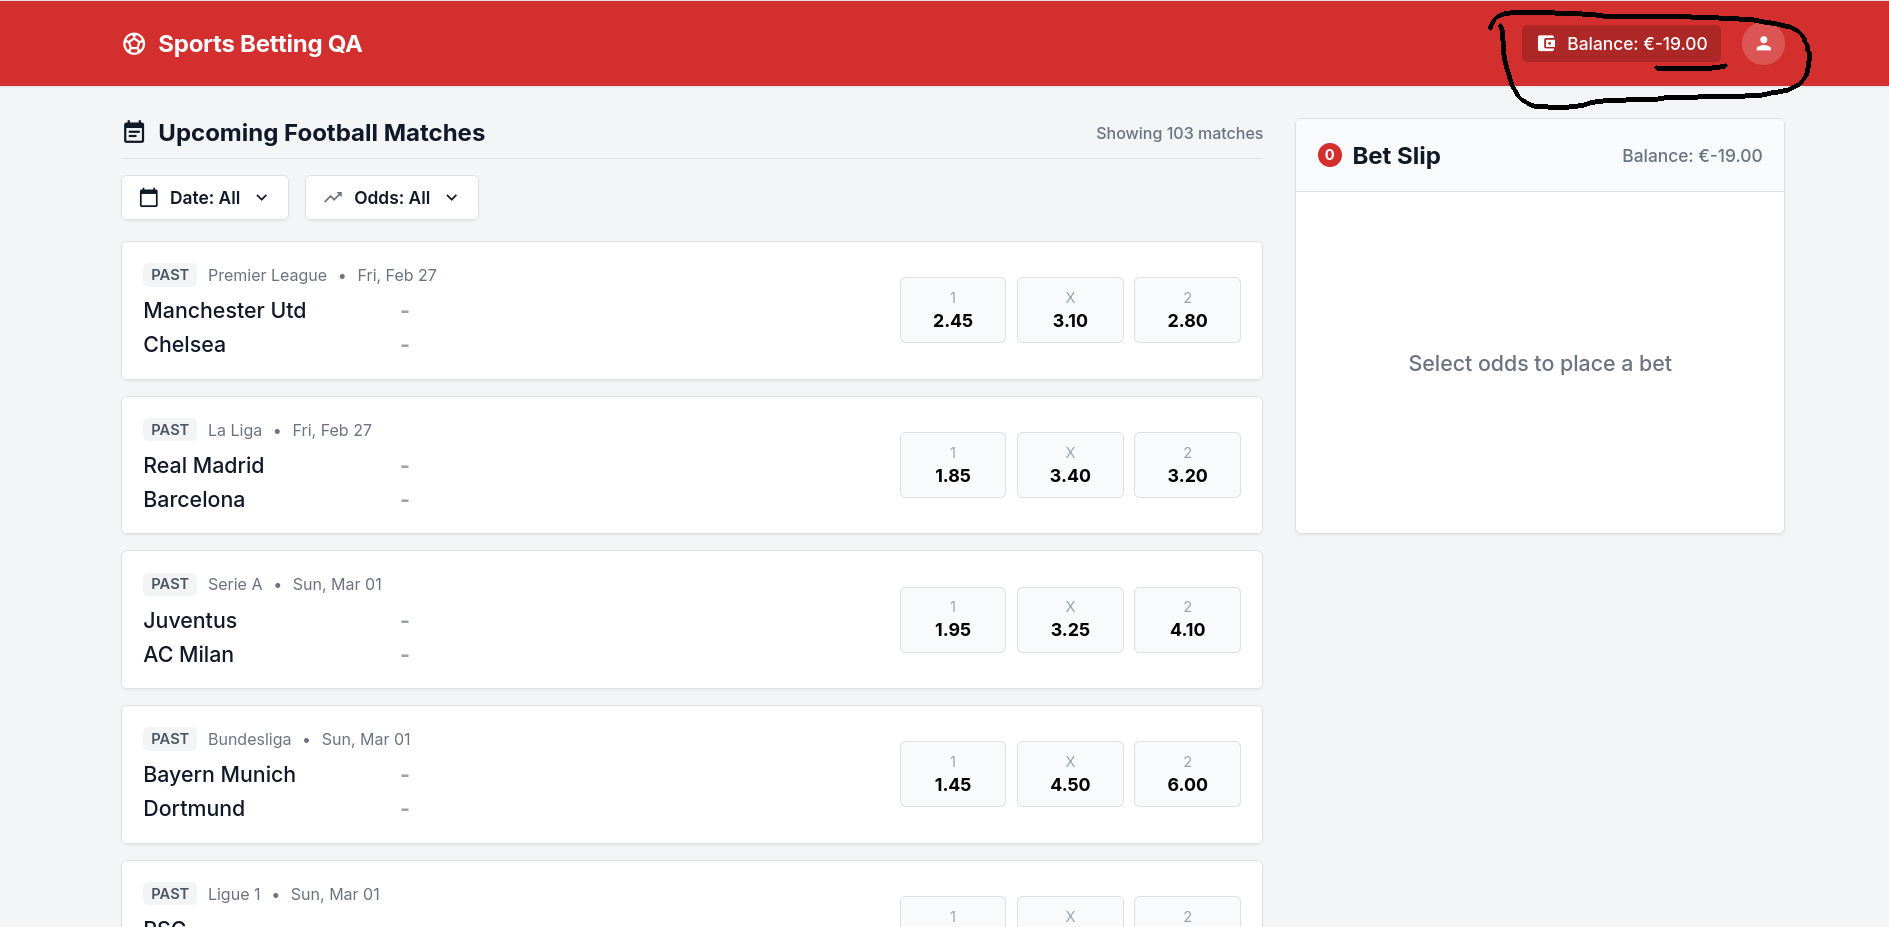 Sports Betting QA
Balance: €-19.00
Upcoming Football Matches
Showing 103 matches
Date: All
Odds: All
PAST Premier League • Fri, Feb 27
Manchester Utd -
Chelsea -
1 X 2
2.45 3.10 2.80
PAST La Liga • Fri, Feb 27
Real Madrid -
Barcelona -
1 X 2
1.85 3.40 3.20
PAST Serie A • Sun, Mar 01
Juventus -
AC Milan -
1 X 2
1.95 3.25 4.10
PAST Bundesliga • Sun, Mar 01
Bayern Munich -
Dortmund -
1 X 2
1.45 4.50 6.00
PAST Ligue 1 • Sun, Mar 01
PSG
1 X 2
0 Bet Slip
Balance: €-19.00
Select odds to place a bet